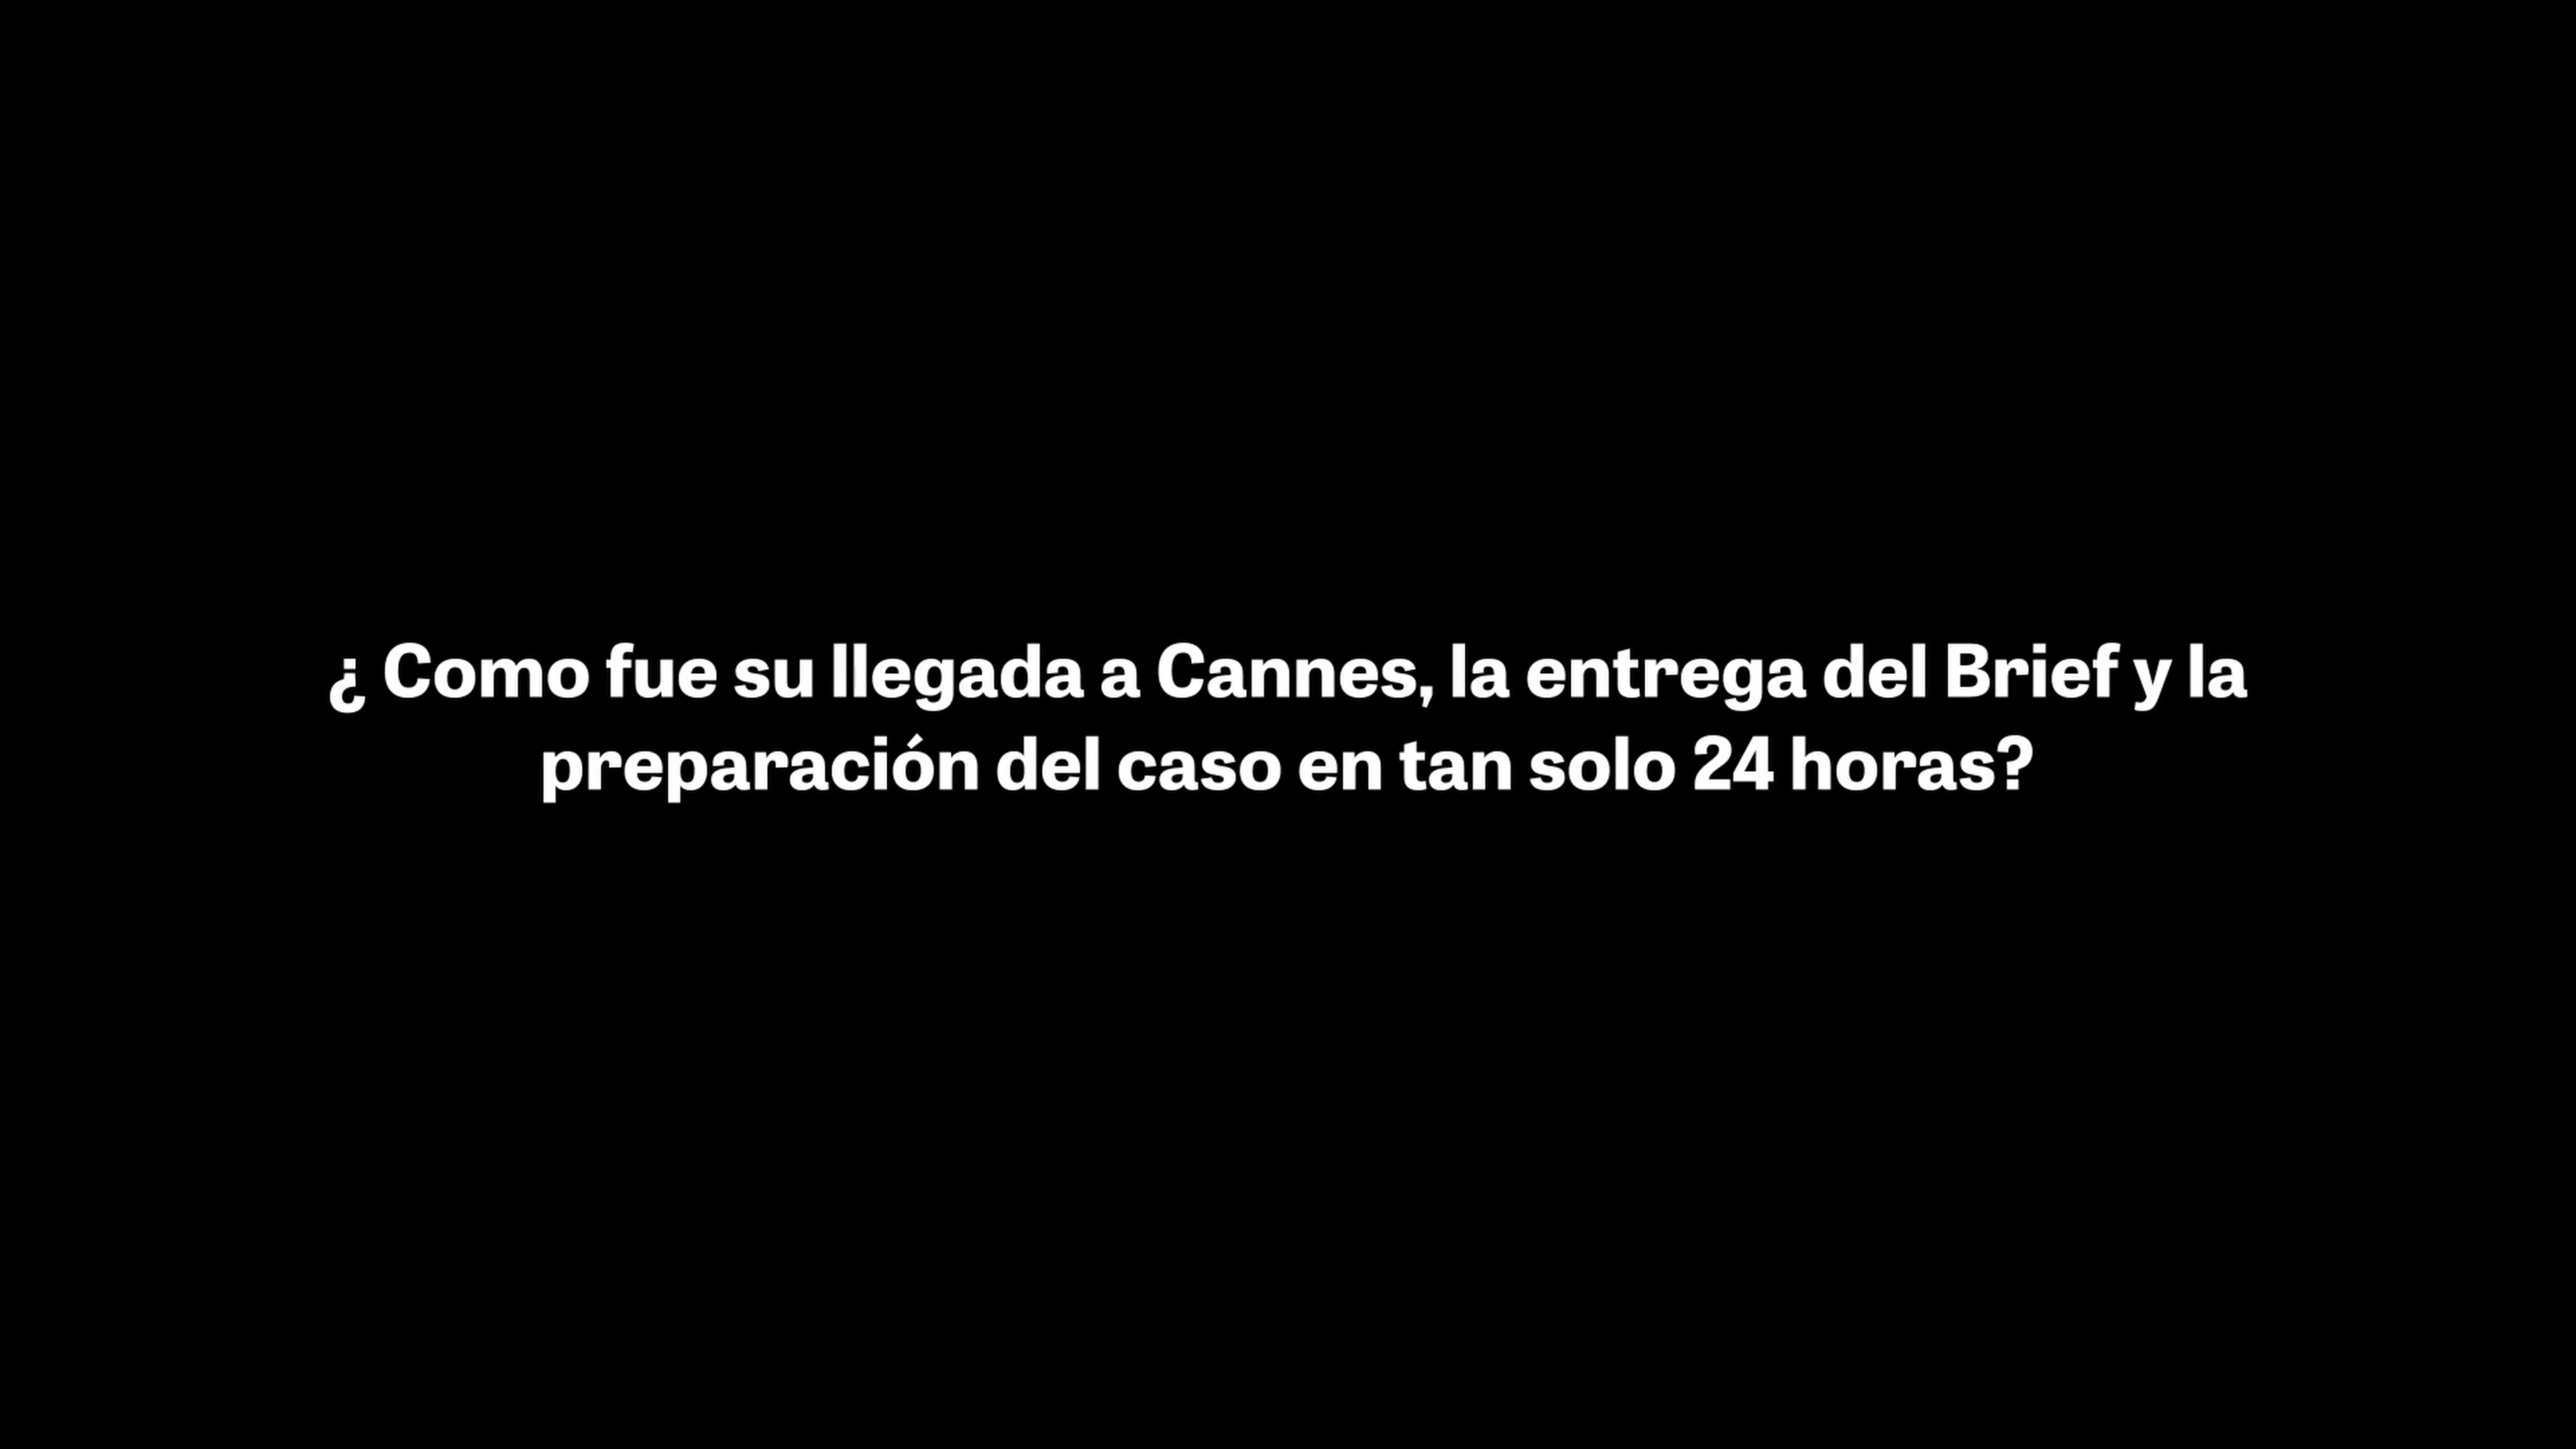 ¿ Como fue su llegada a Cannes, la entrega del Brief y la
preparación del caso en tan solo 24 horas?